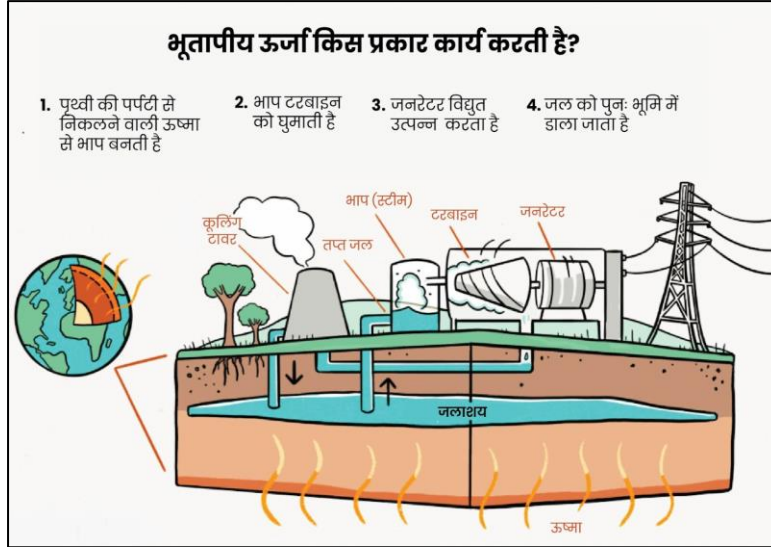 भूतापीय ऊर्जा किस प्रकार कार्य करती है?
1. पृथ्वी की पर्पटी से
निकलने वाली ऊष्मा
से भाप बनती है
2. भाप टरबाइन
को घुमाती है
3. जनरेटर विद्युत
उत्पन्न करता है
4. जल को पुनः भूमि में
डाला जाता है
कूलिंग
टावर
तप्त जल
भाप (स्टीम)
टरबाइन
जनरेटर
जलाशय
ऊष्मा